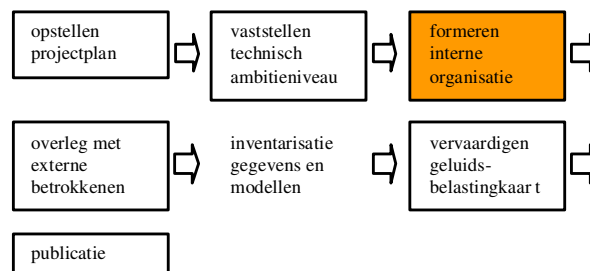 opstellen
projectplan
vaststellen
technisch
ambitieniveau
formeren
interne
organisatie
overleg met
externe
betrokkenen
inventarisatie
gegevens en
modellen
vervaardigen
geluids-
belastingkaar t
publicatie